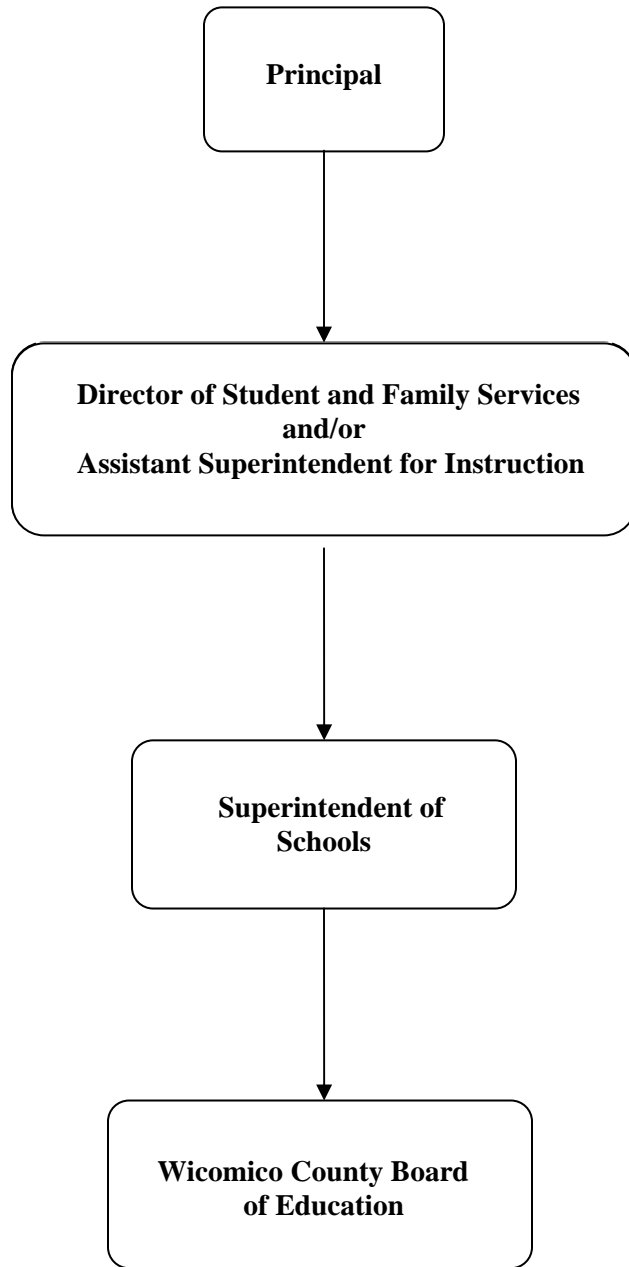 Principal
Director of Student and Family Services
and/or
Assistant Superintendent for Instruction
Superintendent of
Schools
Wicomico County Board
of Education